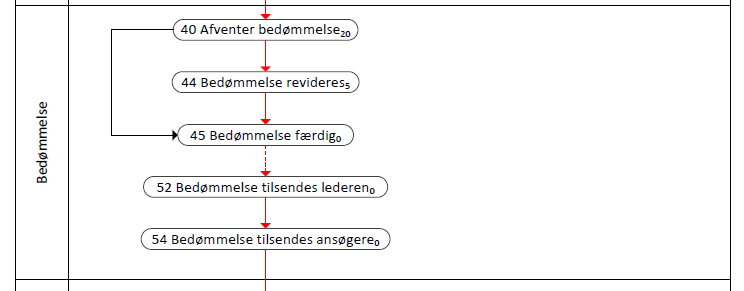 40 Afventer bedømmelse₂₀
44 Bedømmelse revideres₅
45 Bedømmelse færdig₀
52 Bedømmelse tilsendes lederen₀
54 Bedømmelse tilsendes ansøgere₀
Bedømmelse